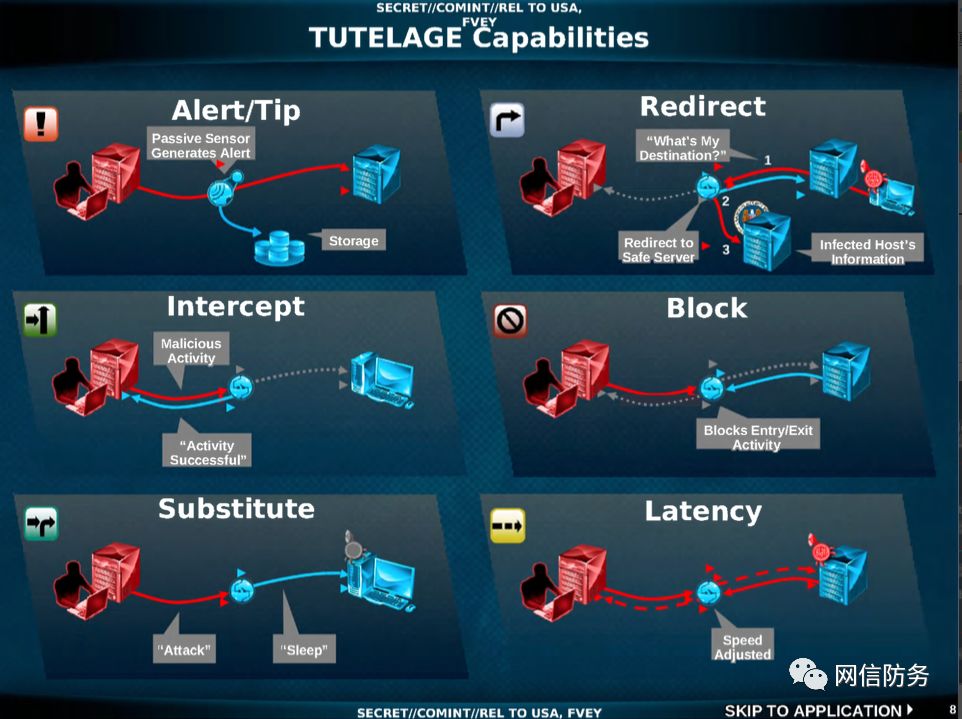 SECRET//COMINT//REL TO USA,
FVEY
TUTELAGE Capabilities
Alert/Tip
Passive Sensor
Generates Alert
Storage
Redirect
“What’s My
Destination?”
1
2
3
Redirect to
Safe Server
Infected Host’s
Information
Intercept
Malicious
Activity
“Activity
Successful”
Block
Blocks Entry/Exit
Activity
Substitute
“Attack”
“Sleep”
Latency
Speed
Adjusted
网信防务
SECRET//COMINT//REL TO USA, FVEY
SKIP TO APPLICATION
8